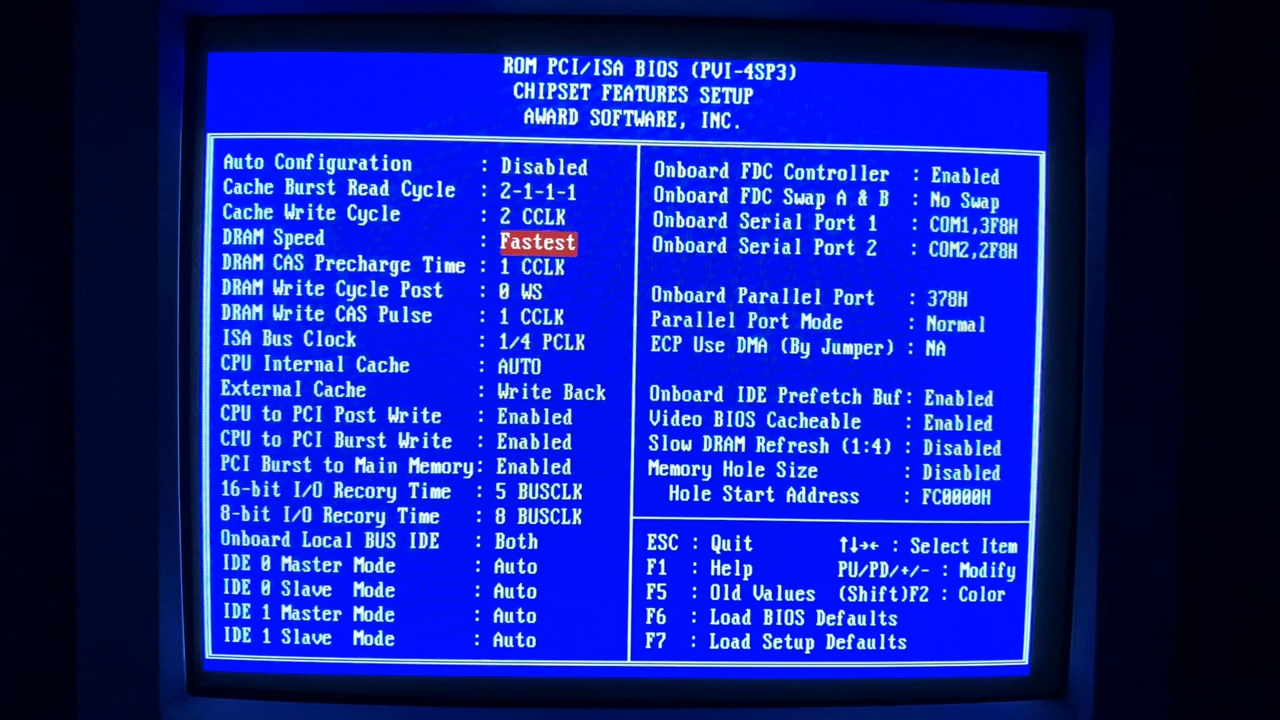 ROM PCI/ISA BIOS (PVI-4SP3)
CHIPSET FEATURES SETUP
AWARD SOFTWARE, INC.
Auto Configuration : Disabled
Cache Burst Read Cycle : 2-1-1-1
Cache Write Cycle : 2 CCLK
DRAM Speed : Fastest
DRAM CAS Precharge Time : 1 CCLK
DRAM Write Cycle Post : 0 WS
DRAM Write CAS Pulse : 1 CCLK
ISA Bus Clock : 1/4 PCLK
CPU Internal Cache : AUTO
External Cache : Write Back
CPU to PCI Post Write : Enabled
CPU to PCI Burst Write : Enabled
PCI Burst to Main Memory: Enabled
16-bit I/O Recory Time : 5 BUSCLK
8-bit I/O Recory Time : 8 BUSCLK
Onboard Local BUS IDE : Both
IDE 0 Master Mode : Auto
IDE 0 Slave Mode : Auto
IDE 1 Master Mode : Auto
IDE 1 Slave Mode : Auto
Onboard FDC Controller : Enabled
Onboard FDC Swap A & B : No Swap
Onboard Serial Port 1 : COM1,3F8H
Onboard Serial Port 2 : COM2,2F8H
Onboard Parallel Port : 378H
Parallel Port Mode : Normal
ECP Use DMA (By Jumper) : NA
Onboard IDE Prefetch Buf: Enabled
Video BIOS Cacheable : Enabled
Slow DRAM Refresh (1:4) : Disabled
Memory Hole Size : Disabled
Hole Start Address : FC0000H
ESC : Quit ↑↓→← : Select Item
F1 : Help PU/PD/+/- : Modify
F5 : Old Values (Shift)F2 : Color
F6 : Load BIOS Defaults
F7 : Load Setup Defaults